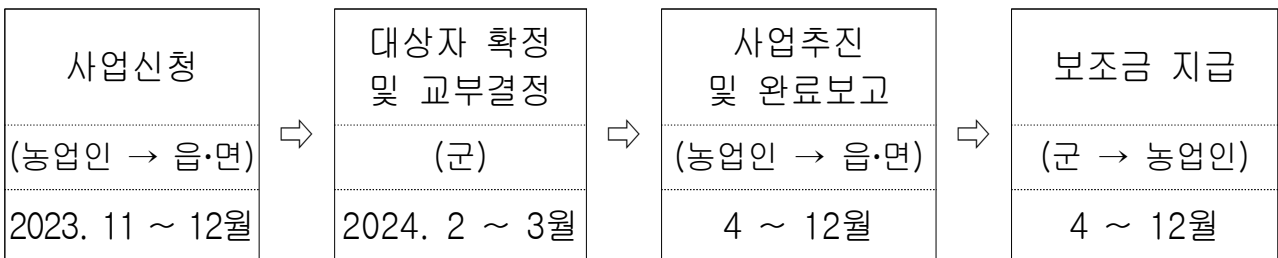 사업신청
(농업인 → 읍·면)
2023. 11 ~ 12월
⇨
대상자 확정
및 교부결정
(군)
2024. 2 ~ 3월
⇨
사업추진
및 완료보고
(농업인 → 읍·면)
4 ~ 12월
⇨
보조금 지급
(군 → 농업인)
4 ~ 12월